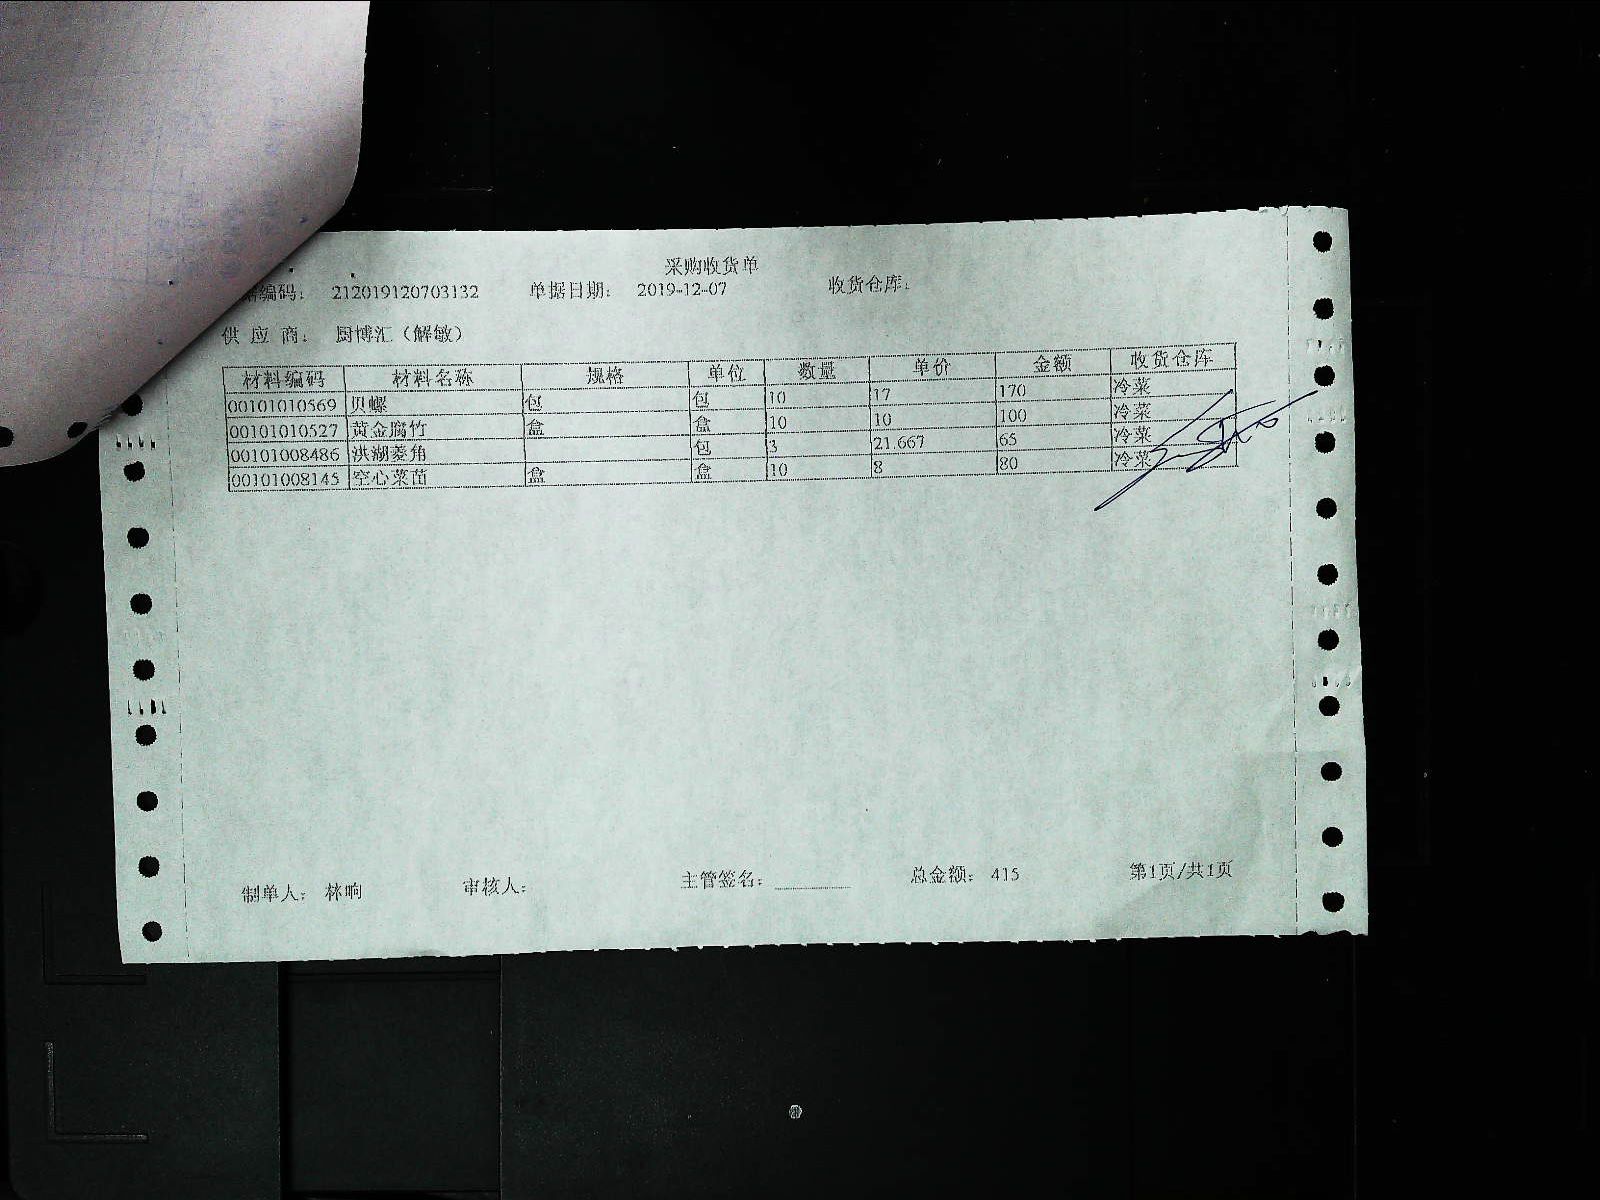 采购收货单
编码： 212019120703132 单据日期： 2019-12-07 收货仓库：
供 应 商： 厨博汇（解敏）
材料编码 材料名称 规格 单位 数量 单价 金额 收货仓库
00101010569 贝螺 包 包 10 17 170 冷菜
00101010527 黄金腐竹 盒 盒 10 10 100 冷菜
00101008486 洪湖菱角 包 3 21.667 65 冷菜
00101008145 空心菜苗 盒 盒 10 8 80 冷菜
制单人： 林响 审核人： 主管签名： 总金额： 415 第1页/共1页